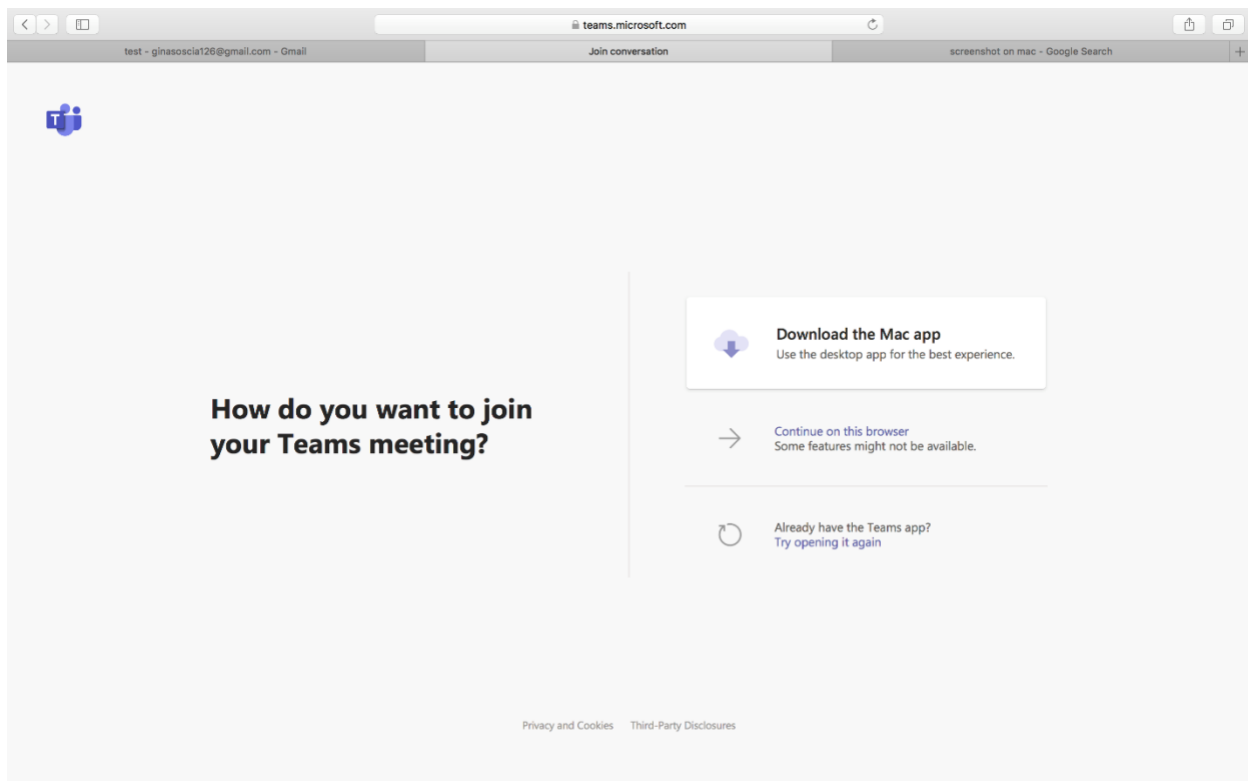 teams.microsoft.com
test - ginasoscia126@gmail.com - Gmail
Join conversation
screenshot on mac - Google Search
T
How do you want to join
your Teams meeting?
Download the Mac app
Use the desktop app for the best experience.
Continue on this browser
Some features might not be available.
Already have the Teams app?
Try opening it again
Privacy and Cookies
Third-Party Disclosures